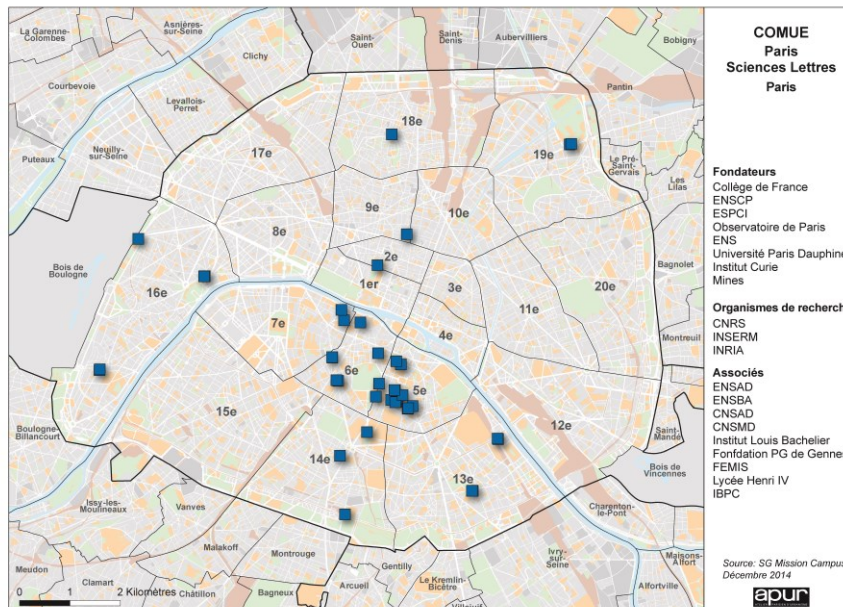 La Garenne-
Colombes
Asnières-
sur-Seine
Saint-
Ouen
Saint-
Denis
Aubervilliers
Bobigny
Clichy
Courbevoie
Levallois-
Perret
Pantin
Neuilly-
sur-Seine
Puteaux
17e
18e
19e
Le Pré-
Saint-
Gervais
Les
Lilas
9e
10e
8e
2e
Bois de
Boulogne
16e
1er
3e
20e
Bagnolet
11e
7e
4e
Montreuil
6e
5e
15e
12e
Boulogne-
Billancourt
Saint-
Mandé
14e
13e
Bois de
Vincennes
Issy-les-
Moulineaux
Vanves
Charenton-
le-Pont
Malakoff
Montrouge
Gentilly
Ivry-
sur-
Seine
Maisons-
Alfort
Meudon
Clamart
Châtillon
Bagneux
Arcueil
Le Kremlin-
Bicêtre
Alfortville
Villejuif
0 1 2 Kilomètres
COMUE
Paris
Sciences Lettres
Paris
Fondateurs
Collège de France
ENSCP
ESPCI
Observatoire de Paris
ENS
Université Paris Dauphine
Institut Curie
Mines
Organismes de recherch
CNRS
INSERM
INRIA
Associés
ENSAD
ENSBA
CNSAD
CNSMD
Institut Louis Bachelier
Fonfdation PG de Gennes
FEMIS
Lycée Henri IV
IBPC
Source: SG Mission Campus
Décembre 2014
apur